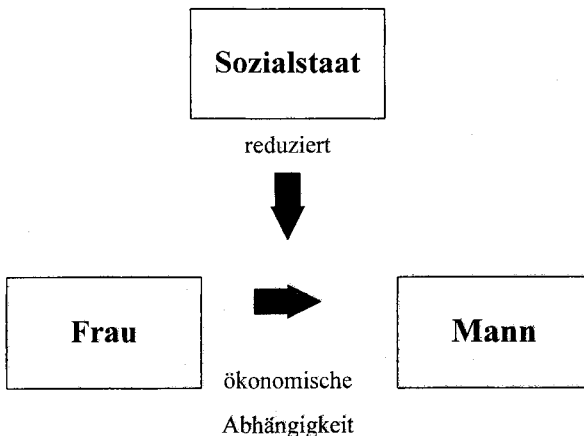 Sozialstaat
reduziert
Frau
Mann
ökonomische
Abhängigkeit